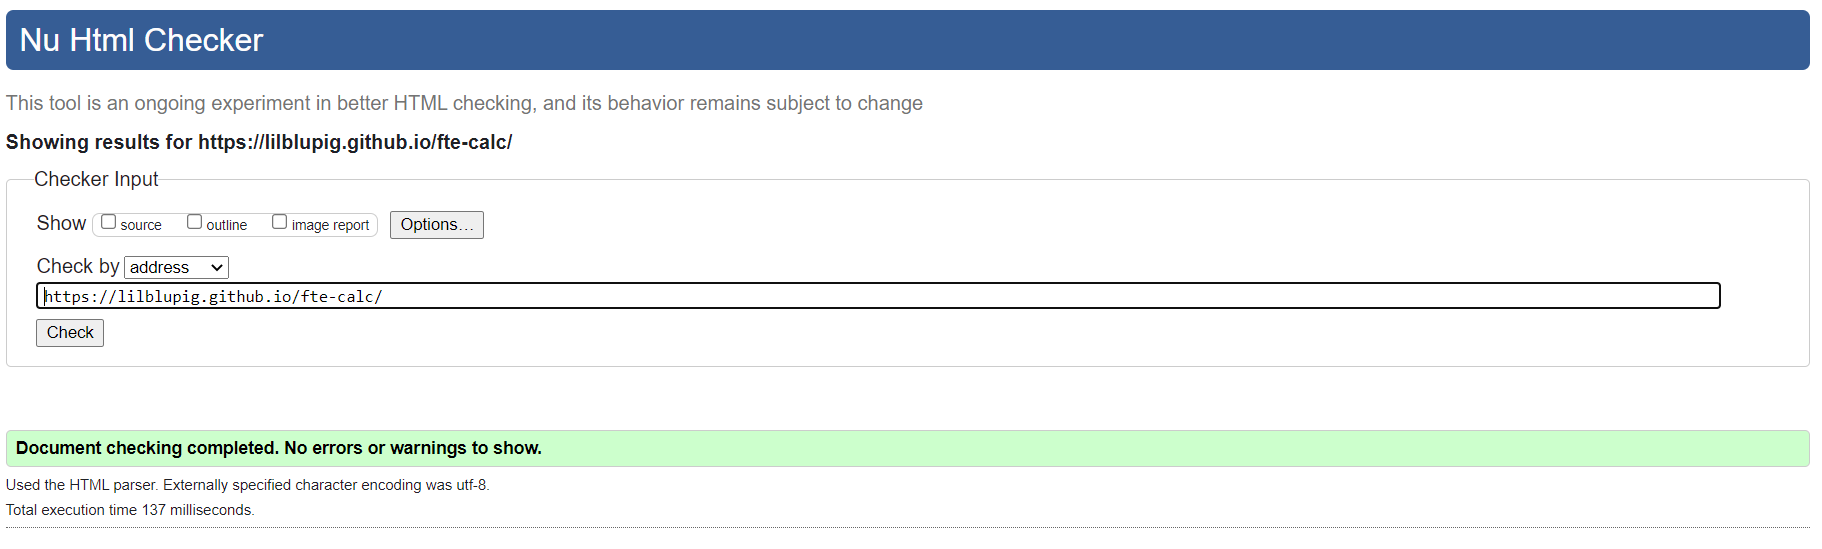 Nu Html Checker
This tool is an ongoing experiment in better HTML checking, and its behavior remains subject to change
Showing results for https://lilblupig.github.io/fte-calc/
Checker Input
Show source outline image report Options...
Check by address
https://lilblupig.github.io/fte-calc/
Check
Document checking completed. No errors or warnings to show.
Used the HTML parser. Externally specified character encoding was utf-8.
Total execution time 137 milliseconds.